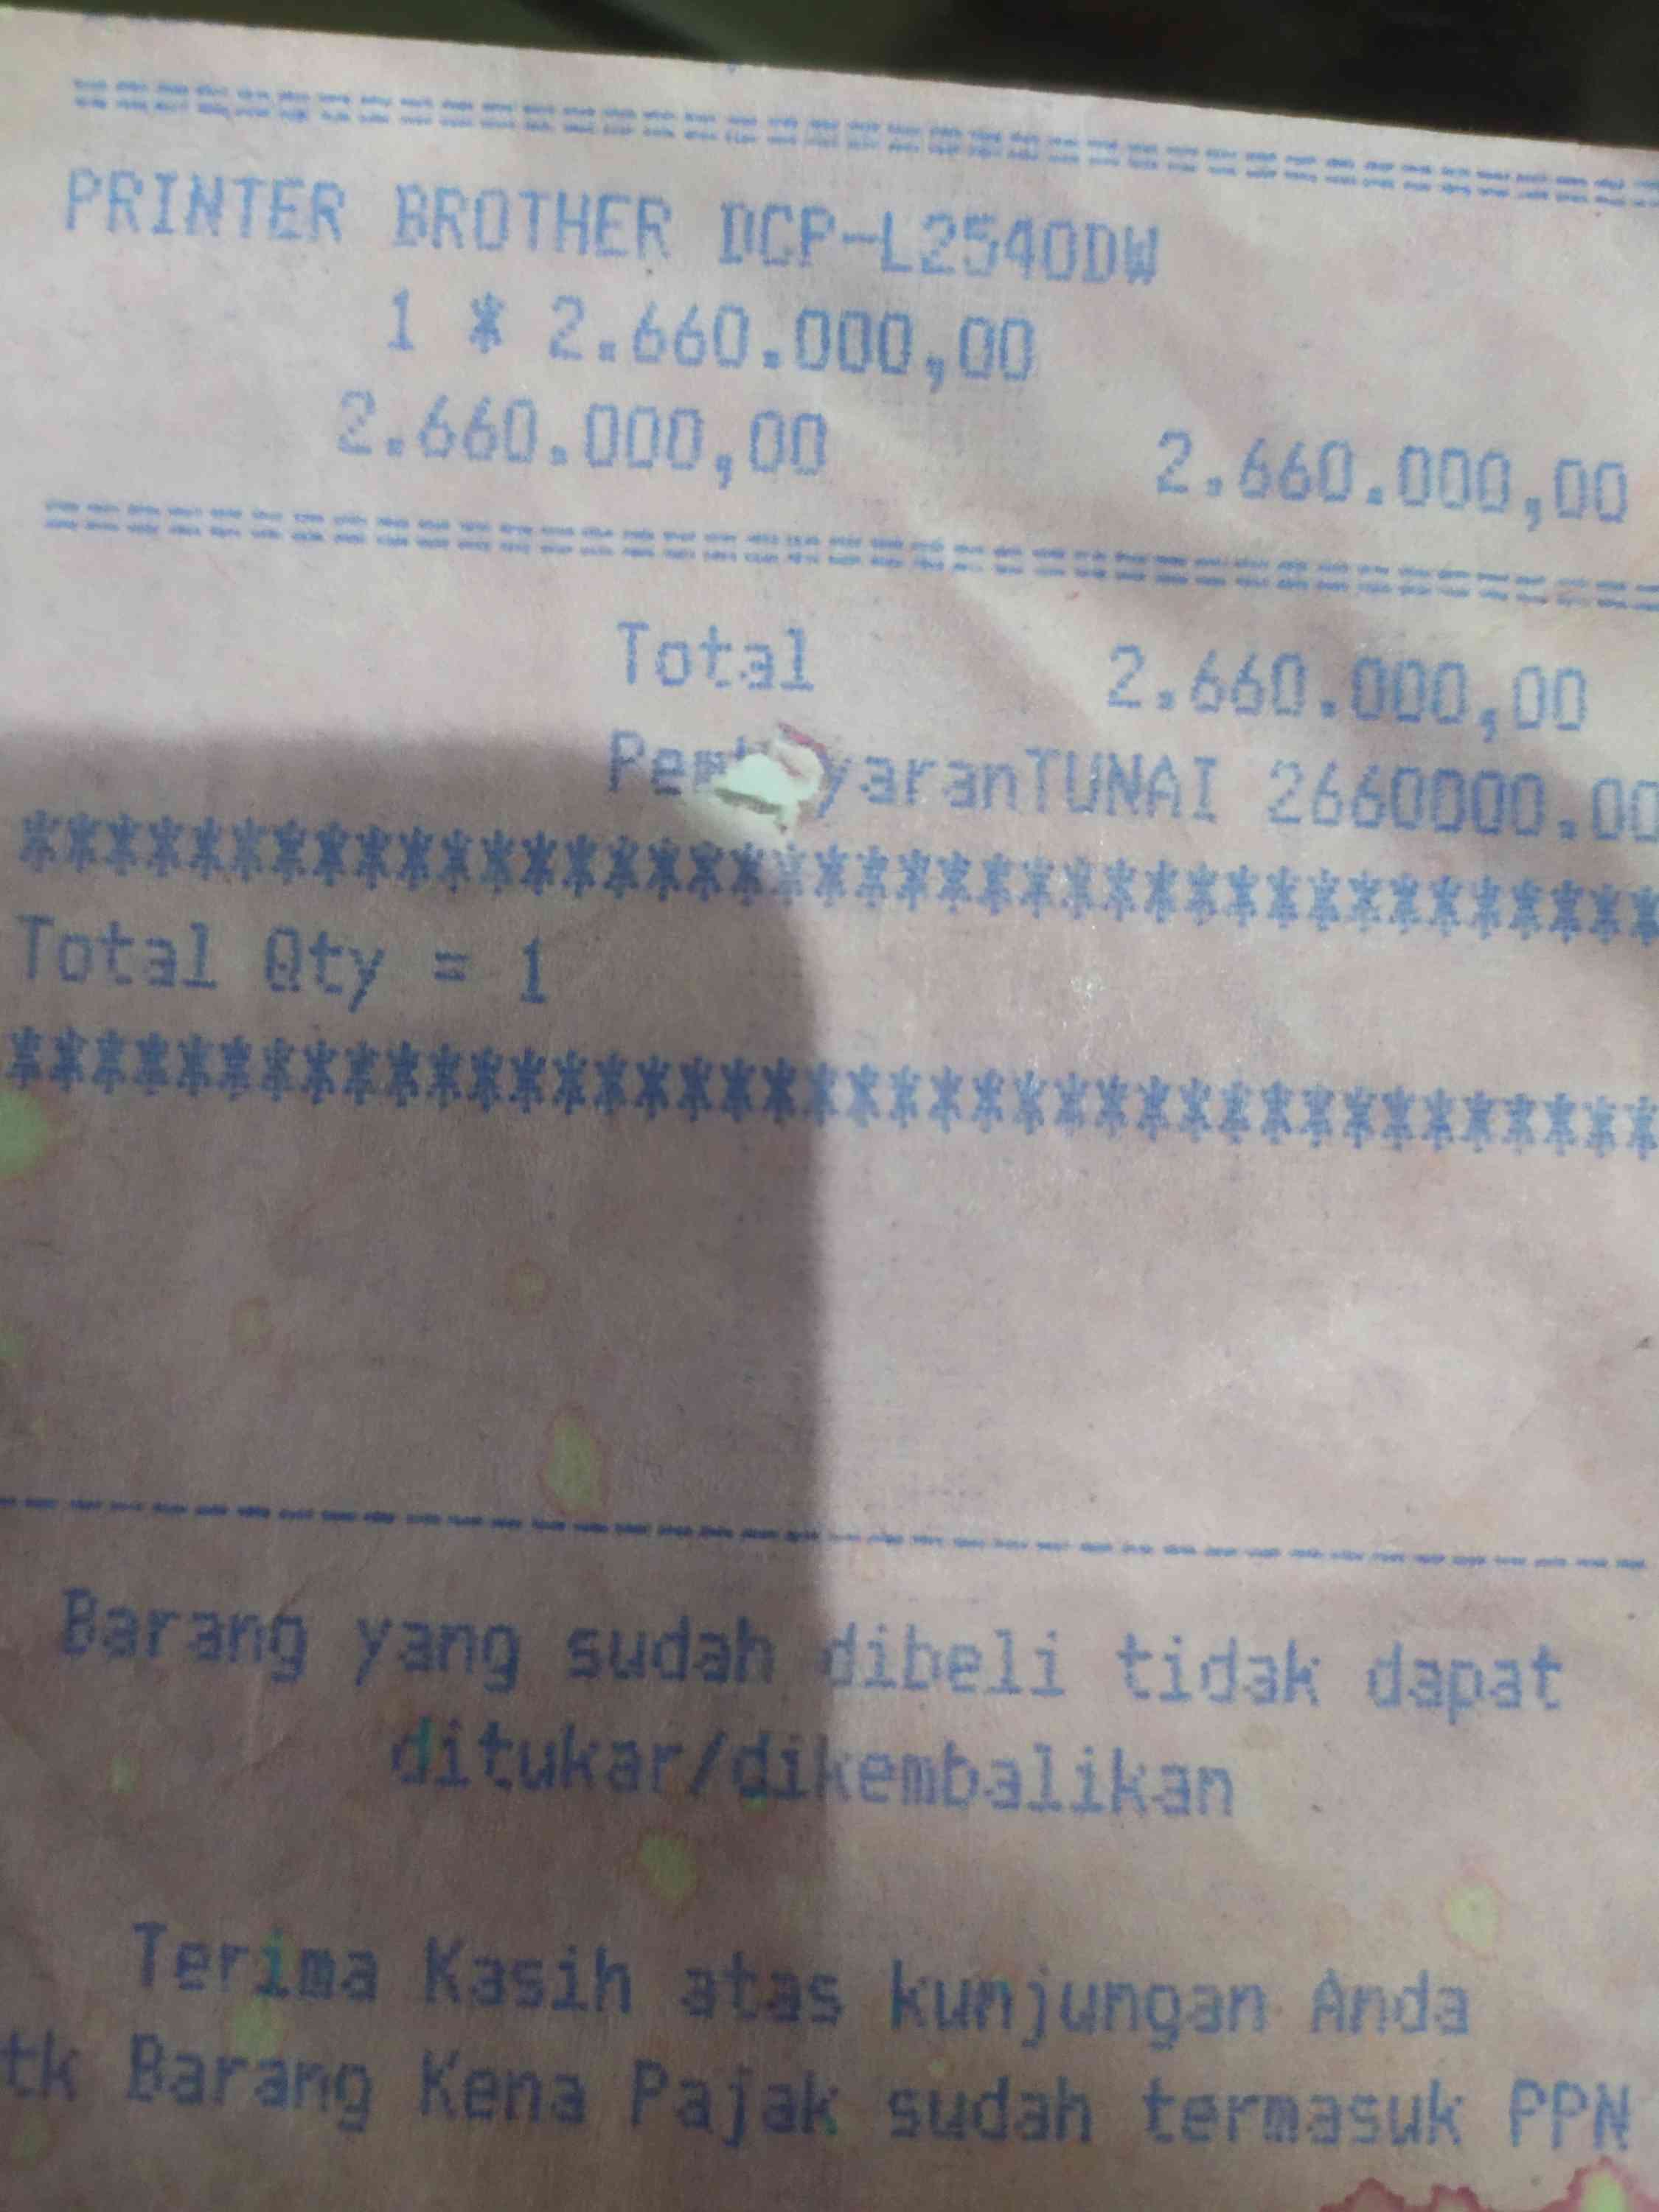 ================================================
PRINTER BROTHER DCP-L2540DW
1 * 2.660.000,00
2.660.000,00 2.660.000,00
================================================
Total 2.660.000,00
PembayaranTUNAI 2660000.00
****************************************
Total Qty = 1
****************************************
----------------------------------------
Barang yang sudah dibeli tidak dapat
ditukar/dikembalikan
Terima Kasih atas kunjungan Anda
tk Barang Kena Pajak sudah termasuk PPN